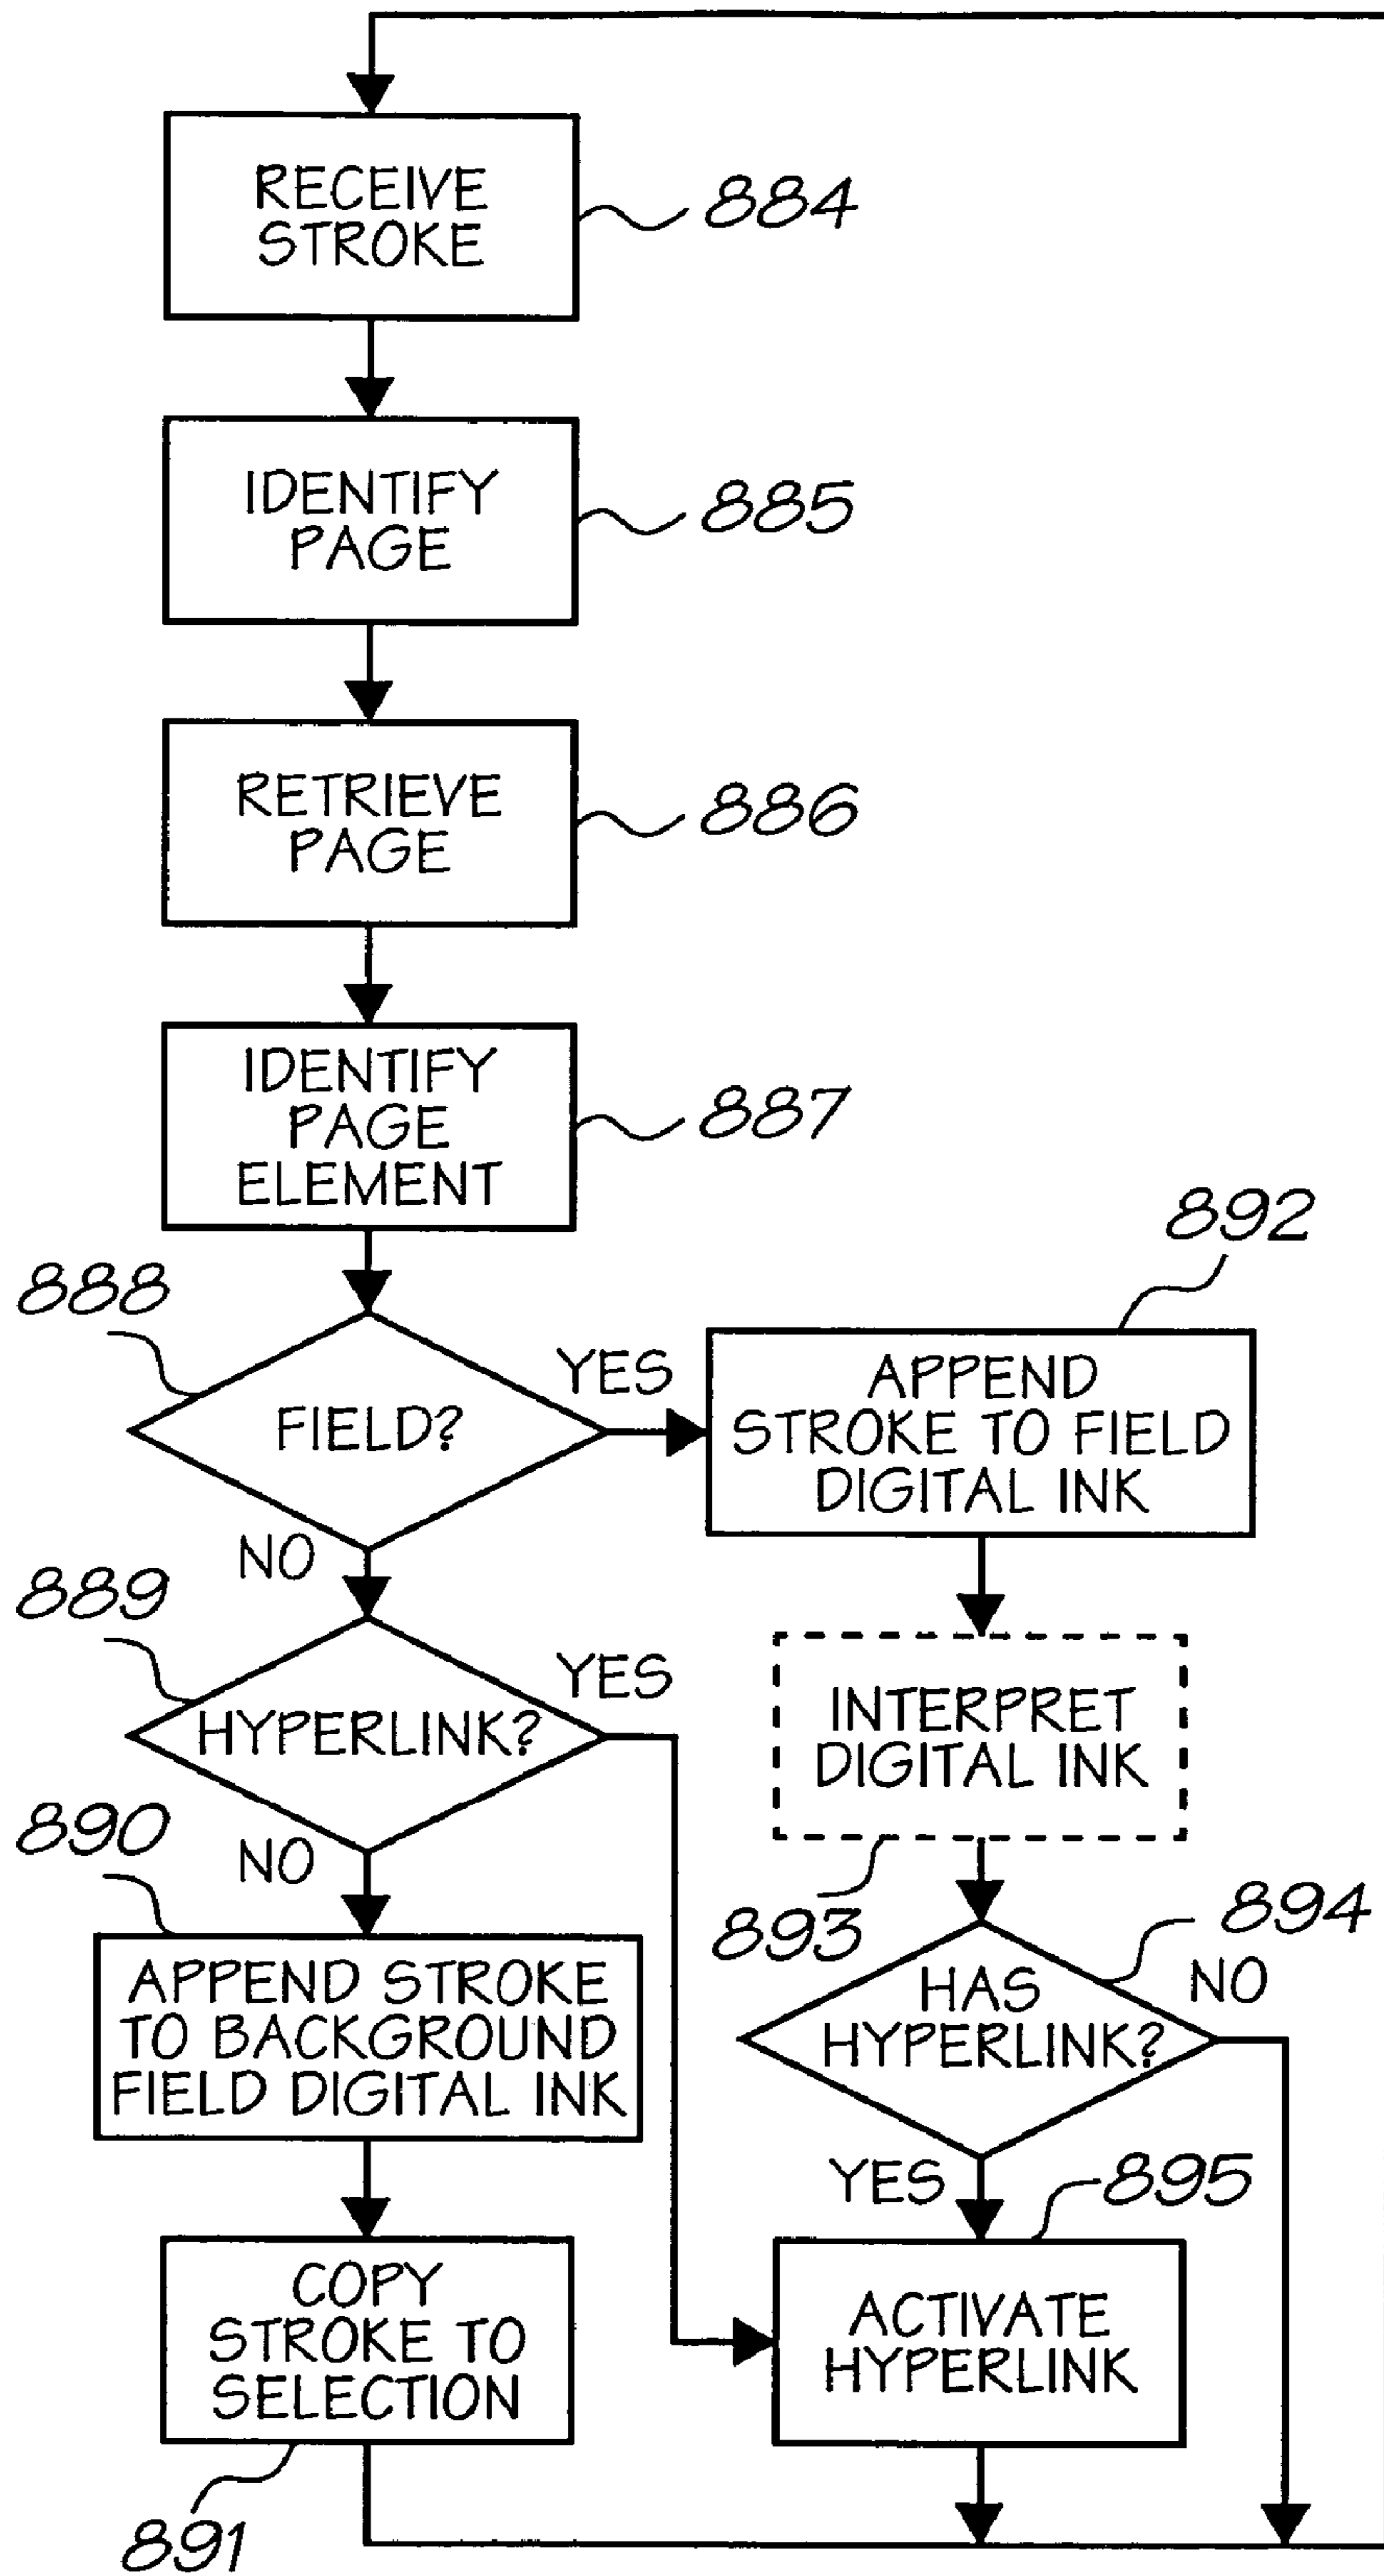 RECEIVE
STROKE
884
IDENTIFY
PAGE
885
RETRIEVE
PAGE
886
IDENTIFY
PAGE
ELEMENT
887
888
FIELD?
YES
NO
892
APPEND
STROKE TO FIELD
DIGITAL INK
889
HYPERLINK?
YES
NO
INTERPRET
DIGITAL INK
893
890
APPEND STROKE
TO BACKGROUND
FIELD DIGITAL INK
894
HAS
HYPERLINK?
NO
YES
895
COPY
STROKE TO
SELECTION
891
ACTIVATE
HYPERLINK